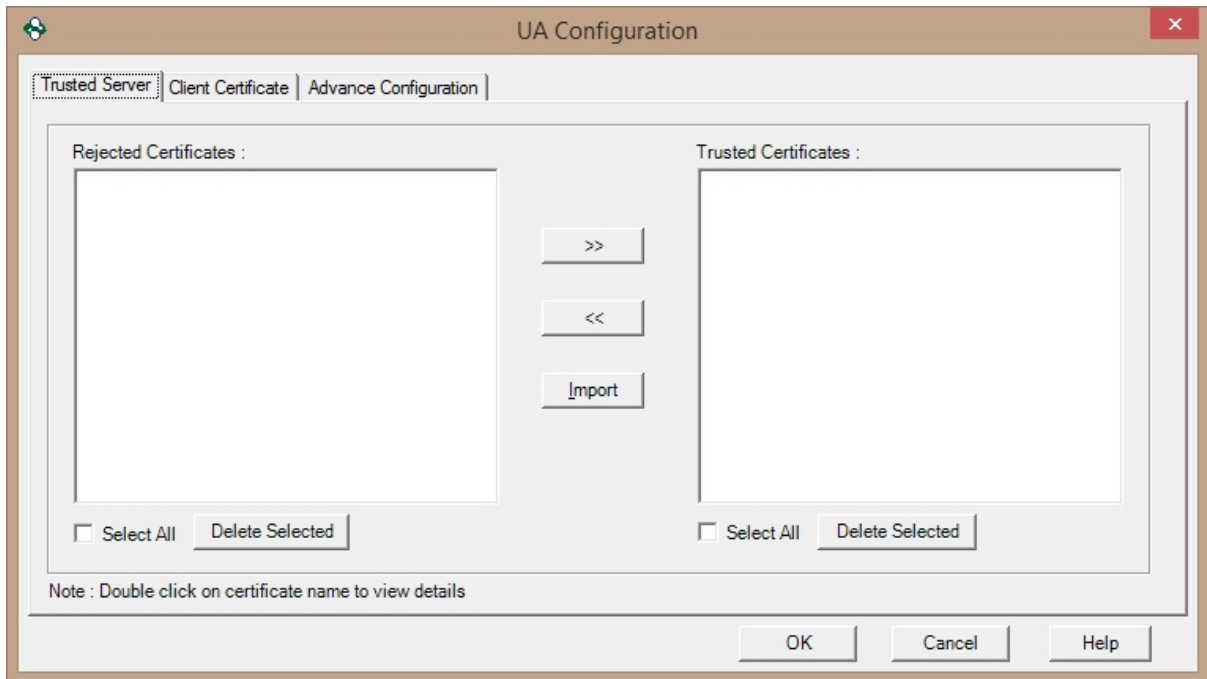 UA Configuration
Trusted Server
Client Certificate
Advance Configuration
Rejected Certificates :
Trusted Certificates :
>>
<<
Import
Select All
Delete Selected
Select All
Delete Selected
Note : Double click on certificate name to view details
OK
Cancel
Help